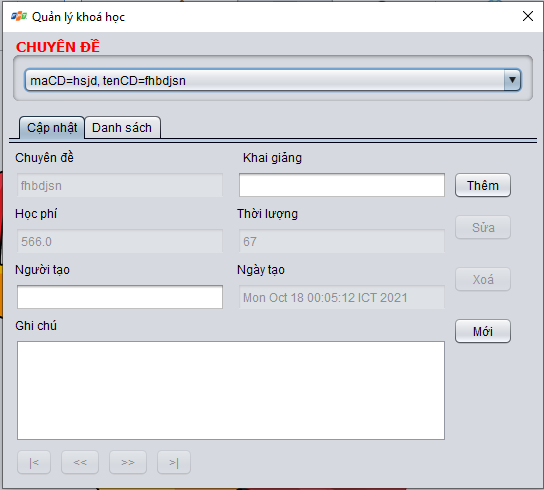 Quản lý khoá học
CHUYÊN ĐỀ
maCD=hsjd, tenCD=fhbdjsn
Cập nhật Danh sách
Chuyên đề Khai giảng
fhbdjsn Thêm
Học phí Thời lượng
566.0 67 Sửa
Người tạo Ngày tạo
Mon Oct 18 00:05:12 ICT 2021 Xoá
Ghi chú Mới
|< << >> >|